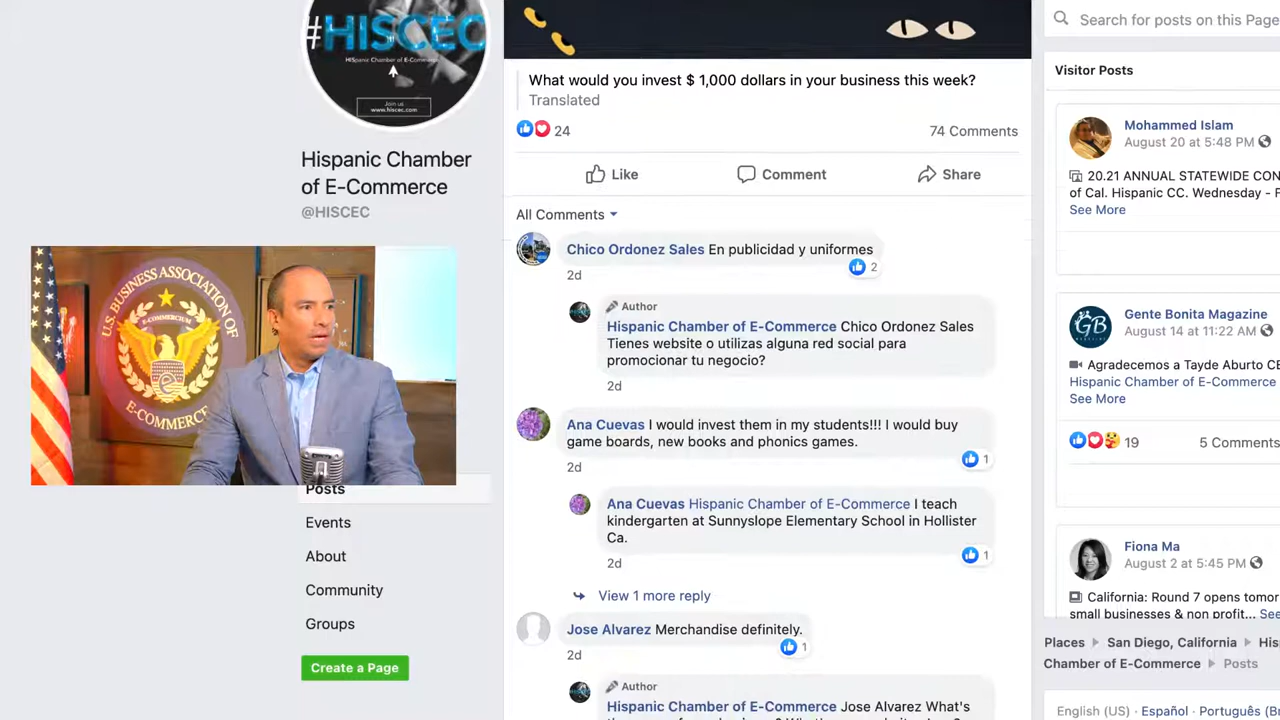 #HISCEC
HISpanic Chamber of E-Commerce
Join us
www.hiscec.com
Hispanic Chamber
of E-Commerce
@HISCEC
U.S. BUSINESS ASSOCIATION OF
E-COMMERCIUM
E-COMMERCE
Posts
Events
About
Community
Groups
Create a Page
What would you invest $ 1,000 dollars in your business this week?
Translated
24
74 Comments
Like
Comment
Share
All Comments
Chico Ordonez Sales En publicidad y uniformes
2
2d
Author
Hispanic Chamber of E-Commerce Chico Ordonez Sales
Tienes website o utilizas alguna red social para
promocionar tu negocio?
2d
Ana Cuevas I would invest them in my students!!! I would buy
game boards, new books and phonics games.
1
2d
Ana Cuevas Hispanic Chamber of E-Commerce I teach
kindergarten at Sunnyslope Elementary School in Hollister
Ca.
1
2d
View 1 more reply
Jose Alvarez Merchandise definitely.
1
2d
Author
Hispanic Chamber of E-Commerce Jose Alvarez What's
Search for posts on this Page
Visitor Posts
Mohammed Islam
August 20 at 5:48 PM
20.21 ANNUAL STATEWIDE CON
of Cal. Hispanic CC. Wednesday - F
See More
GB
Gente Bonita Magazine
August 14 at 11:22 AM
Agradecemos a Tayde Aburto CE
Hispanic Chamber of E-Commerce
See More
19
5 Comments
Fiona Ma
August 2 at 5:45 PM
California: Round 7 opens tomor
small businesses & non profit... See
Places
San Diego, California
His
Chamber of E-Commerce
Posts
English (US) · Español · Português (Br